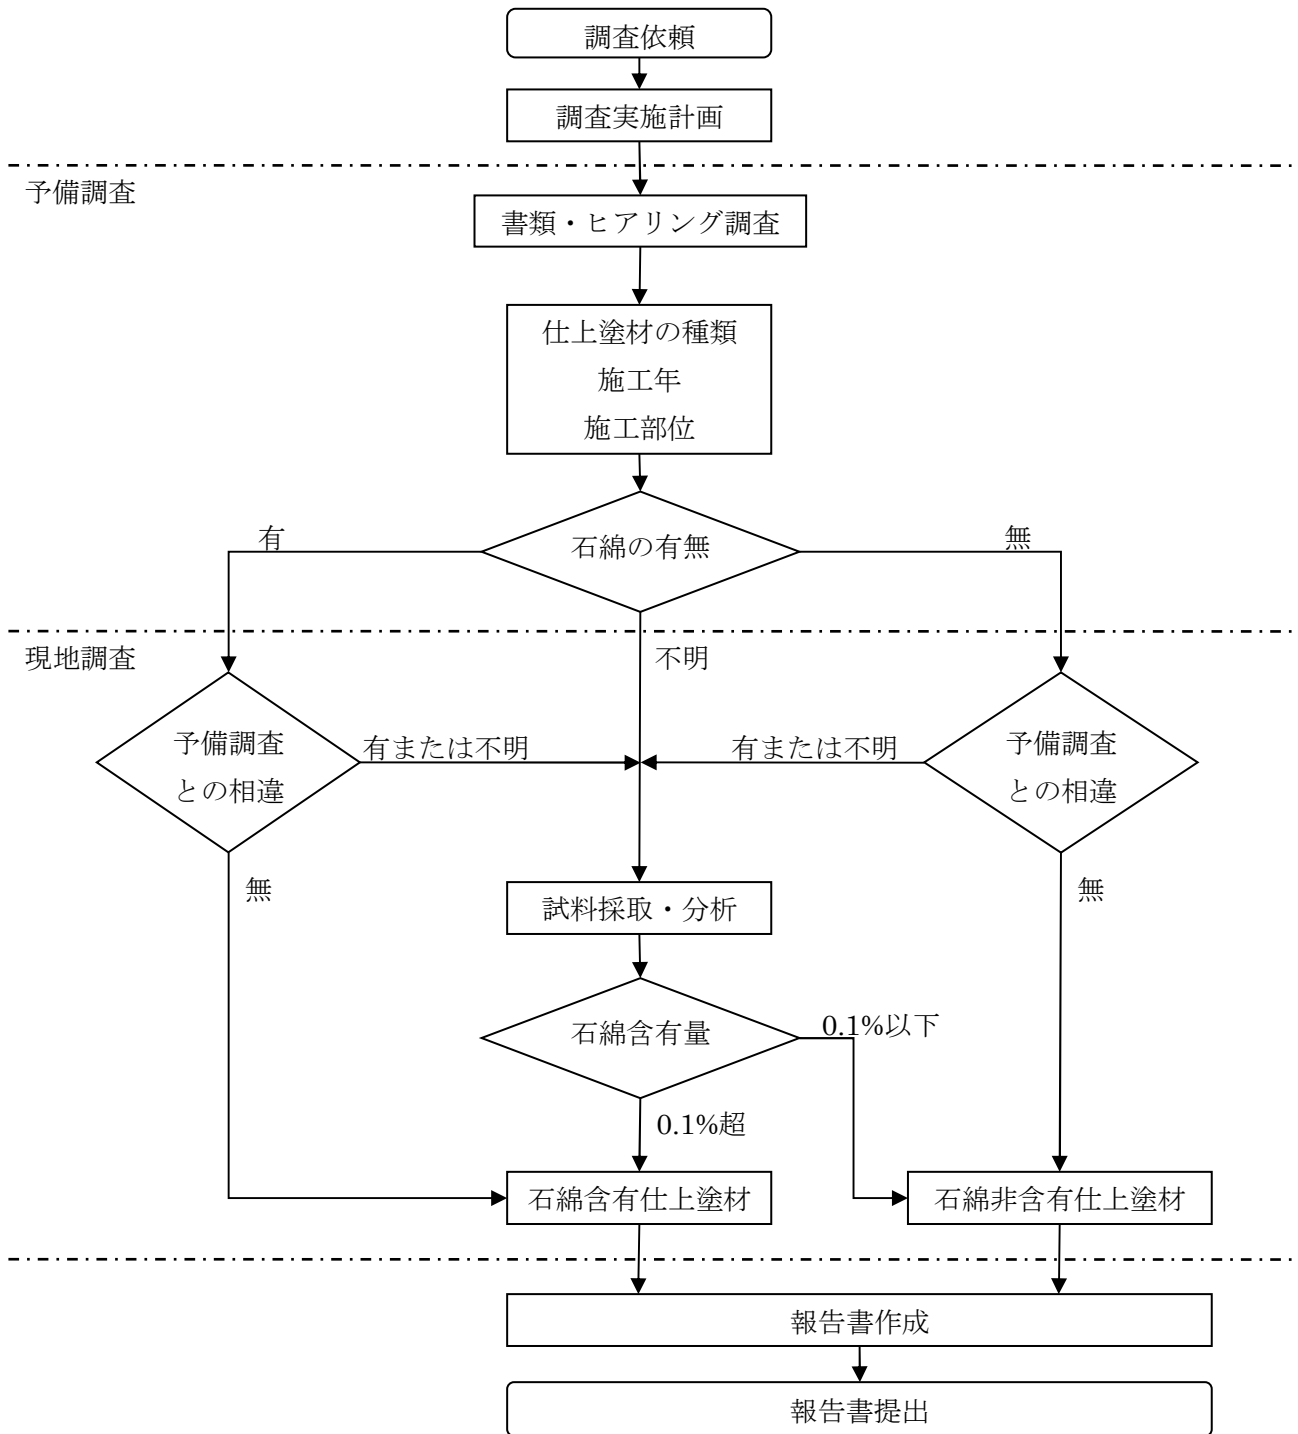 調査依頼
調査実施計画
予備調査
書類・ヒアリング調査
仕上塗材の種類
施工年
施工部位
石綿の有無
有
無
現地調査
不明
予備調査
との相違
有または不明
有または不明
予備調査
との相違
無
無
試料採取・分析
石綿含有量
0.1%以下
0.1%超
石綿含有仕上塗材
石綿非含有仕上塗材
報告書作成
報告書提出